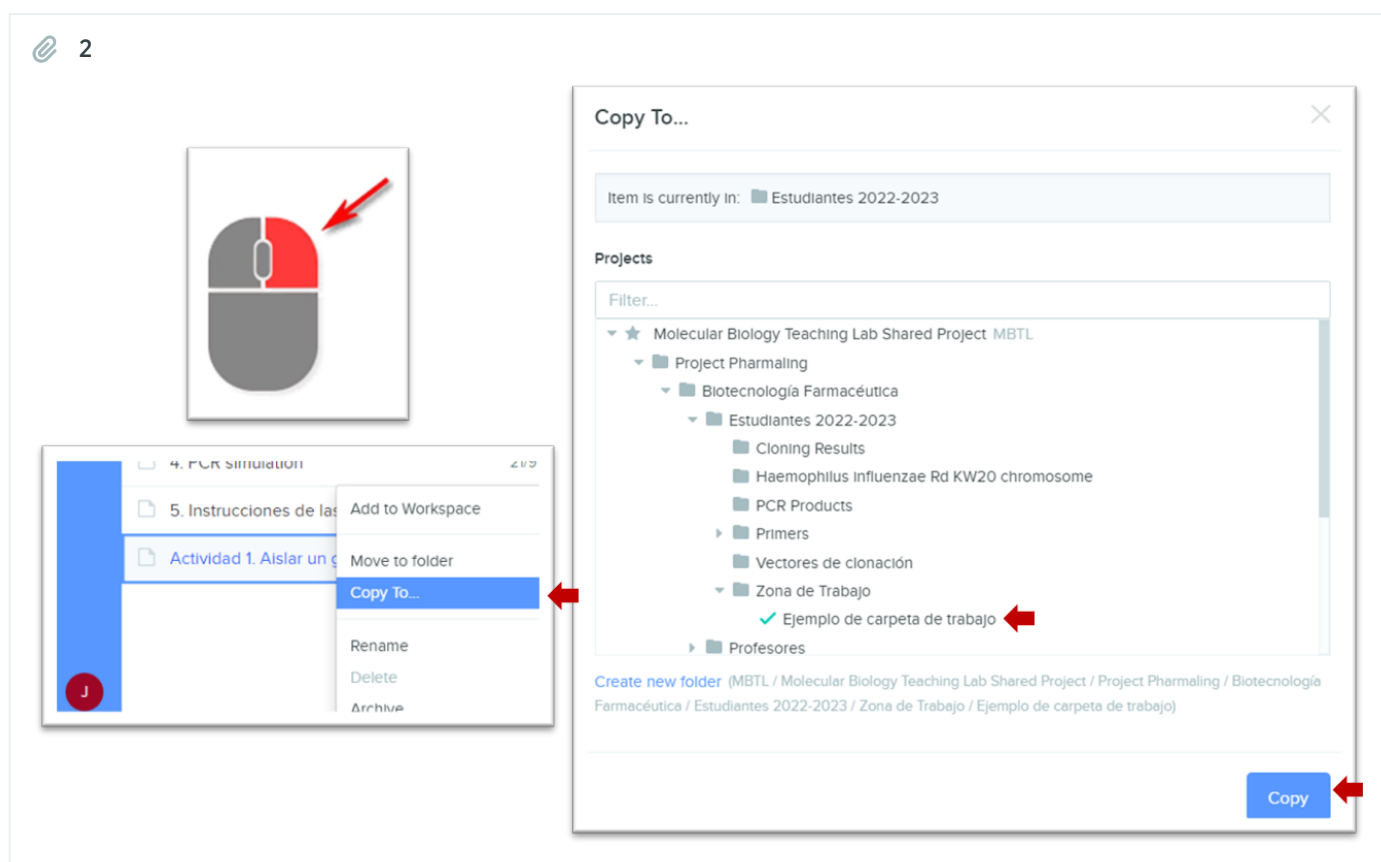 2
4. PCR simulation
21/9
5. Instrucciones de las
Actividad 1. Aislar un g
Add to Workspace
Move to folder
Copy To...
Rename
Delete
Archive
J
Copy To...
Item is currently in: Estudiantes 2022-2023
Projects
Filter...
Molecular Biology Teaching Lab Shared Project MBTL
Project Pharmaling
Biotecnología Farmacéutica
Estudiantes 2022-2023
Cloning Results
Haemophilus influenzae Rd KW20 chromosome
PCR Products
Primers
Vectores de clonación
Zona de Trabajo
Ejemplo de carpeta de trabajo
Profesores
Create new folder (MBTL / Molecular Biology Teaching Lab Shared Project / Project Pharmaling / Biotecnología
Farmacéutica / Estudiantes 2022-2023 / Zona de Trabajo / Ejemplo de carpeta de trabajo)
Copy